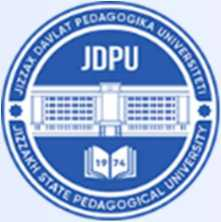 JIZZAX DAVLAT PEDAGOGIKA UNIVERSITETI
JDPU
1974
JIZZAKH STATE PEDAGOGICAL UNIVERSITY